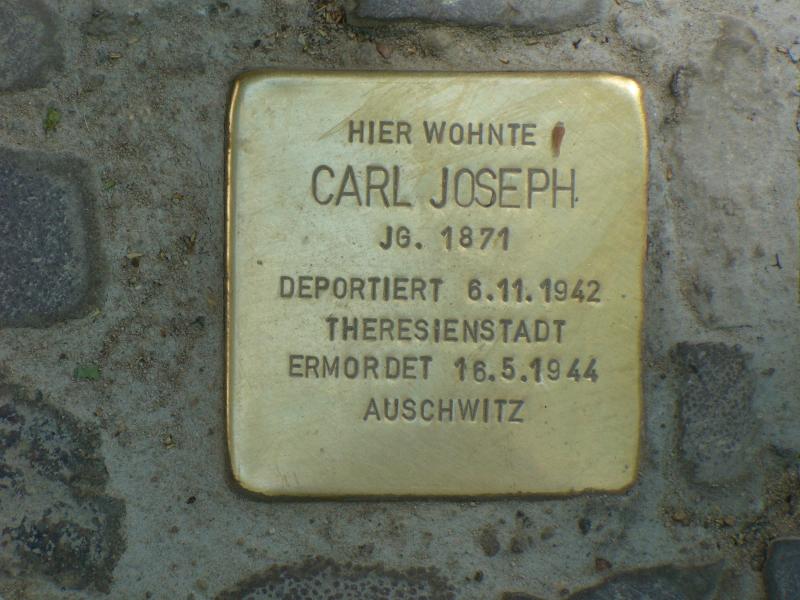 HIER WOHNTE
CARL JOSEPH
JG. 1871
DEPORTIERT 6.11.1942
THERESIENSTADT
ERMORDET 16.5.1944
AUSCHWITZ